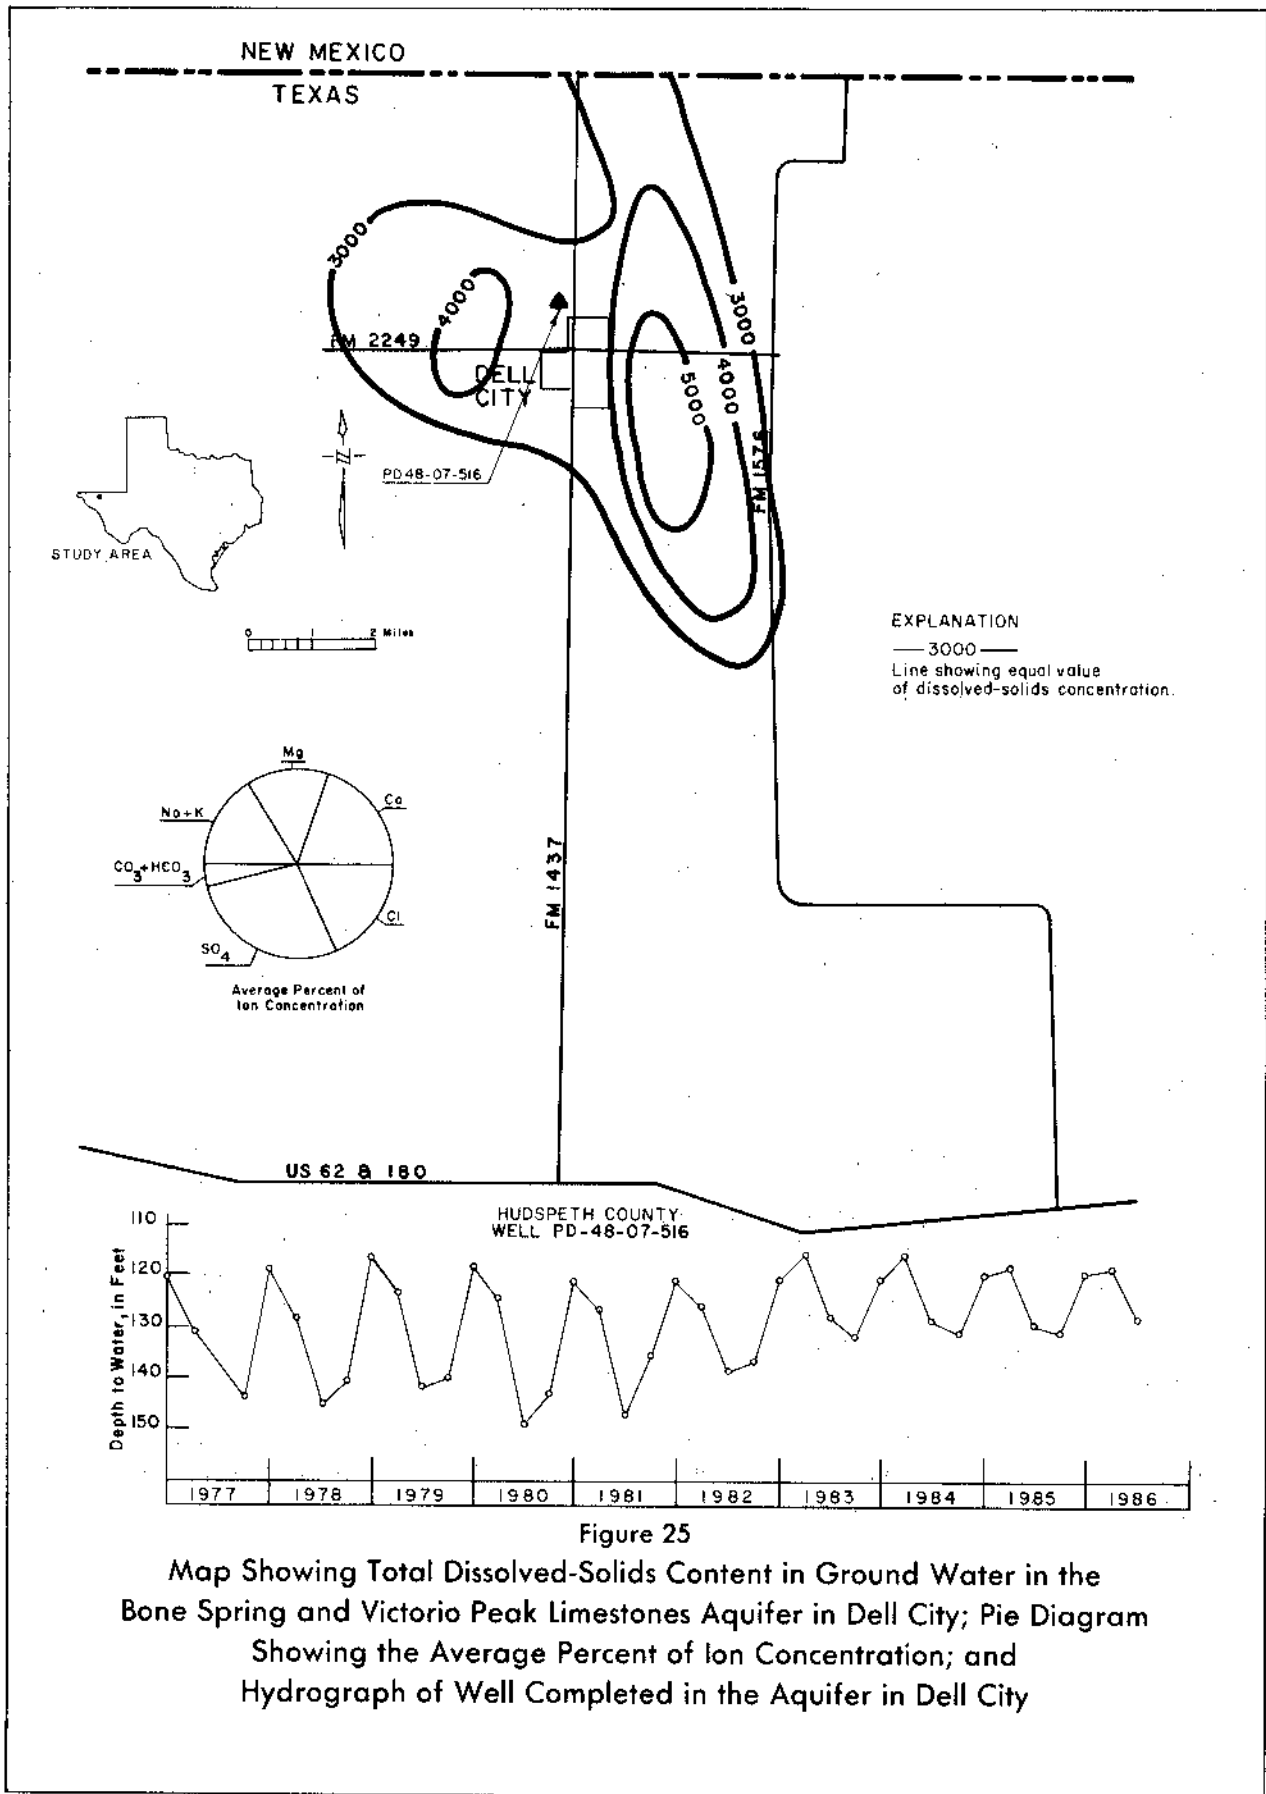 NEW MEXICO
TEXAS
3000
4000
3000
4000
5000
FM 2249
DELL
CITY
PD48-07-516
FM 1576
STUDY AREA
N
0 1 2 Miles
EXPLANATION
3000
Line showing equal value
of dissolved-solids concentration.
Mg
Ca
Na+K
CO3+HCO3
Cl
SO4
Average Percent of
Ion Concentration
FM 1437
US 62 & 180
HUDSPETH COUNTY
WELL PD-48-07-516
Depth to Water, in Feet
110
120
130
140
150
1977 1978 1979 1980 1981 1982 1983 1984 1985 1986
Figure 25
Map Showing Total Dissolved-Solids Content in Ground Water in the
Bone Spring and Victorio Peak Limestones Aquifer in Dell City; Pie Diagram
Showing the Average Percent of Ion Concentration; and
Hydrograph of Well Completed in the Aquifer in Dell City